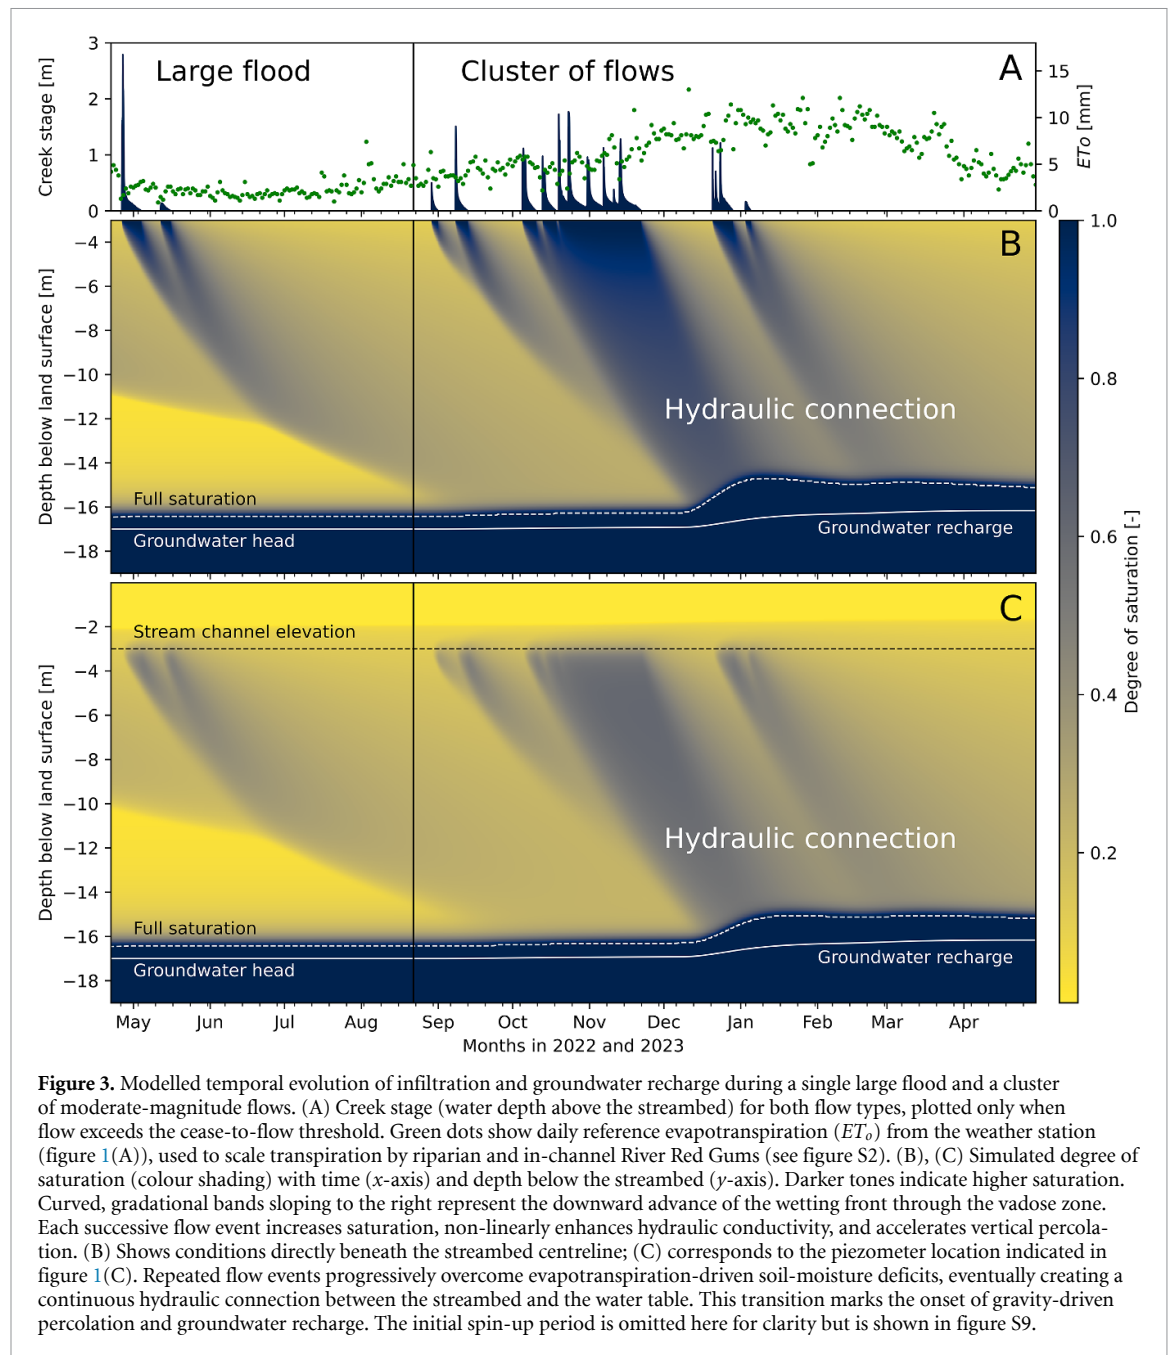 Large flood
Cluster of flows
A
Creek stage [m]
3
2
1
0
15
10
5
0
ETo [mm]
B
Depth below land surface [m]
−4
−6
−8
−10
−12
−14
−16
−18
Hydraulic connection
Full saturation
Groundwater head
Groundwater recharge
C
Depth below land surface [m]
−2
−4
−6
−8
−10
−12
−14
−16
−18
Stream channel elevation
Hydraulic connection
Full saturation
Groundwater head
Groundwater recharge
1.0
0.8
0.6
0.4
0.2
Degree of saturation [-]
May Jun Jul Aug Sep Oct Nov Dec Jan Feb Mar Apr
Months in 2022 and 2023
Figure 3. Modelled temporal evolution of infiltration and groundwater recharge during a single large flood and a cluster
of moderate-magnitude flows. (A) Creek stage (water depth above the streambed) for both flow types, plotted only when
flow exceeds the cease-to-flow threshold. Green dots show daily reference evapotranspiration (ETo) from the weather station
(figure 1(A)), used to scale transpiration by riparian and in-channel River Red Gums (see figure S2). (B), (C) Simulated degree of
saturation (colour shading) with time (x-axis) and depth below the streambed (y-axis). Darker tones indicate higher saturation.
Curved, gradational bands sloping to the right represent the downward advance of the wetting front through the vadose zone.
Each successive flow event increases saturation, non-linearly enhances hydraulic conductivity, and accelerates vertical percola-
tion. (B) Shows conditions directly beneath the streambed centreline; (C) corresponds to the piezometer location indicated in
figure 1(C). Repeated flow events progressively overcome evapotranspiration-driven soil-moisture deficits, eventually creating a
continuous hydraulic connection between the streambed and the water table. This transition marks the onset of gravity-driven
percolation and groundwater recharge. The initial spin-up period is omitted here for clarity but is shown in figure S9.